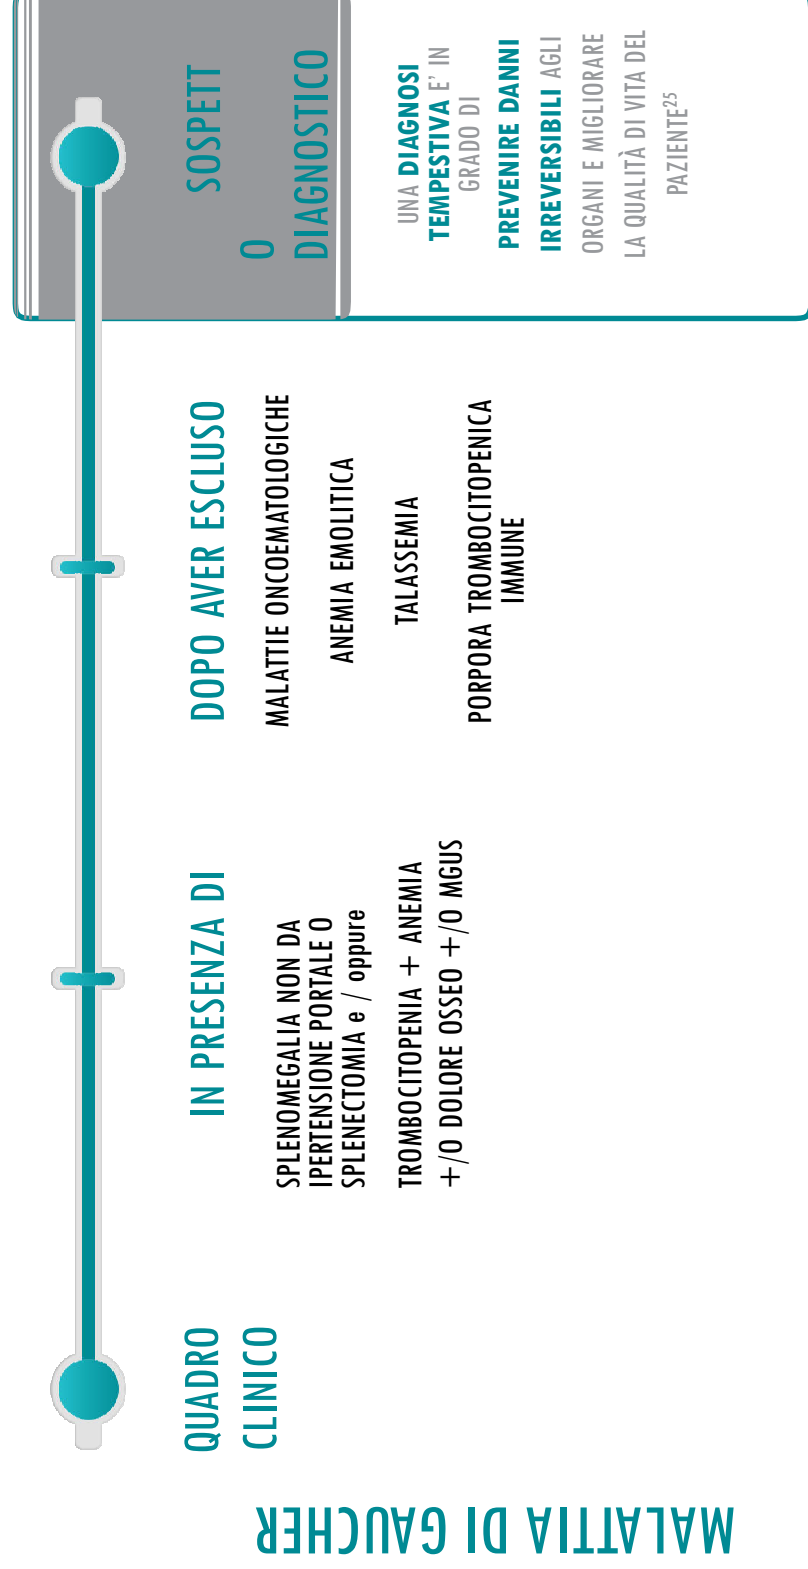 MALATTIA DI GAUCHER
QUADRO
CLINICO
IN PRESENZA DI
SPLENOMEGALIA NON DA
IPERTENSIONE PORTALE O
SPLENECTOMIA e / oppure
TROMBOCITOPENIA + ANEMIA
+/O DOLORE OSSEO +/O MGUS
DOPO AVER ESCLUSO
MALATTIE ONCOEMATOLOGICHE
ANEMIA EMOLITICA
TALASSEMIA
PORPORA TROMBOCITOPENICA
IMMUNE
SOSPETT
O
DIAGNOSTICO
UNA DIAGNOSI
TEMPESTIVA E' IN
GRADO DI
PREVENIRE DANNI
IRREVERSIBILI AGLI
ORGANI E MIGLIORARE
LA QUALITÀ DI VITA DEL
PAZIENTE25